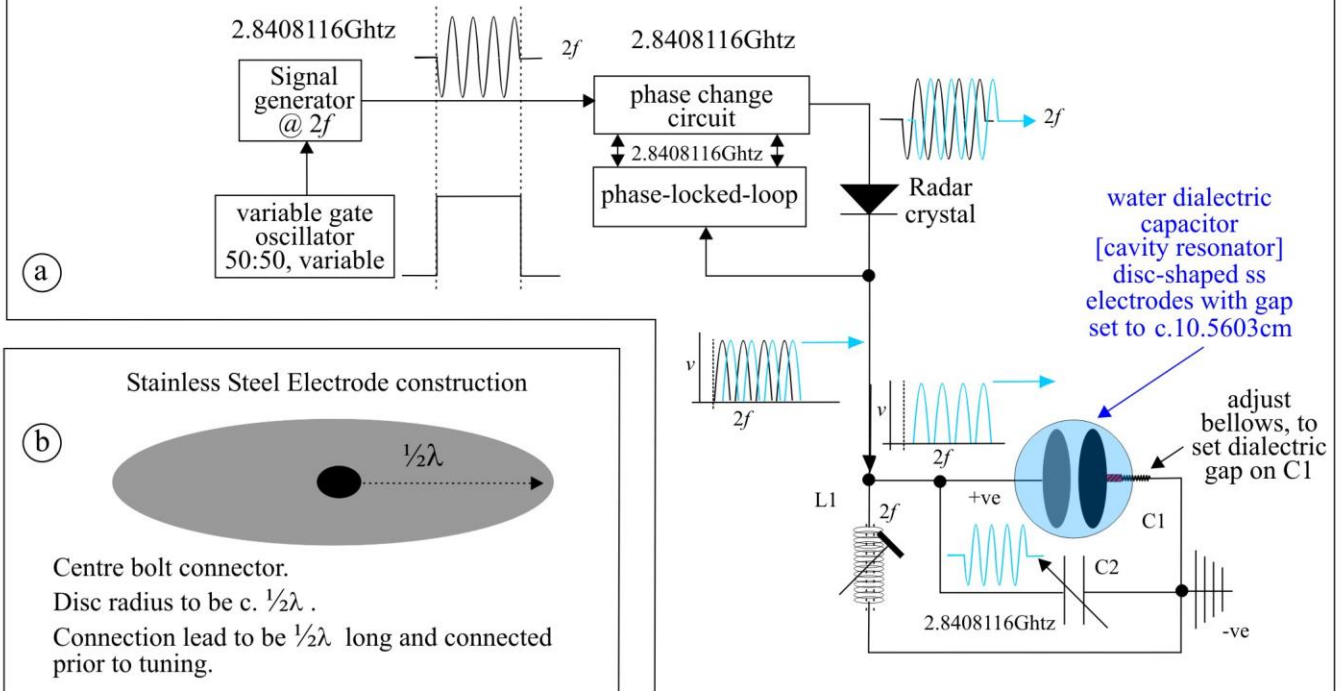 2.8408116Ghtz
2f
2.8408116Ghtz
Signal
generator
@ 2f
phase change
circuit
2f
2.8408116Ghtz
phase-locked-loop
Radar
crystal
variable gate
oscillator
50:50, variable
a
water dialectric
capacitor
[cavity resonator]
disc-shaped ss
electrodes with gap
set to c.10.5603cm
v
2f
v
2f
adjust
bellows, to
set dialectric
gap on C1
L1
2f
+ve
C1
C2
2.8408116Ghtz
-ve
Stainless Steel Electrode construction
b
½λ
Centre bolt connector.
Disc radius to be c. ½λ .
Connection lead to be ½λ long and connected
prior to tuning.